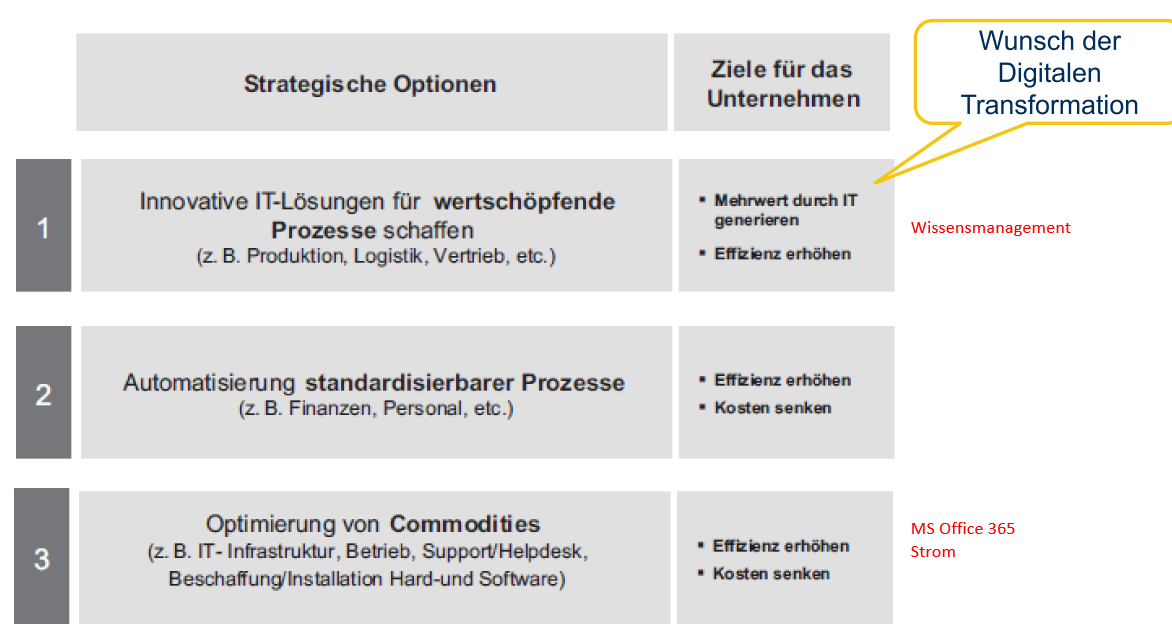 Strategische Optionen
Ziele für das
Unternehmen
Wunsch der
Digitalen
Transformation
1
Innovative IT-Lösungen für wertschöpfende
Prozesse schaffen
(z. B. Produktion, Logistik, Vertrieb, etc.)
▪ Mehrwert durch IT
generieren
▪ Effizienz erhöhen
Wissensmanagement
2
Automatisierung standardisierbarer Prozesse
(z. B. Finanzen, Personal, etc.)
▪ Effizienz erhöhen
▪ Kosten senken
3
Optimierung von Commodities
(z. B. IT- Infrastruktur, Betrieb, Support/Helpdesk,
Beschaffung/Installation Hard-und Software)
▪ Effizienz erhöhen
▪ Kosten senken
MS Office 365
Strom